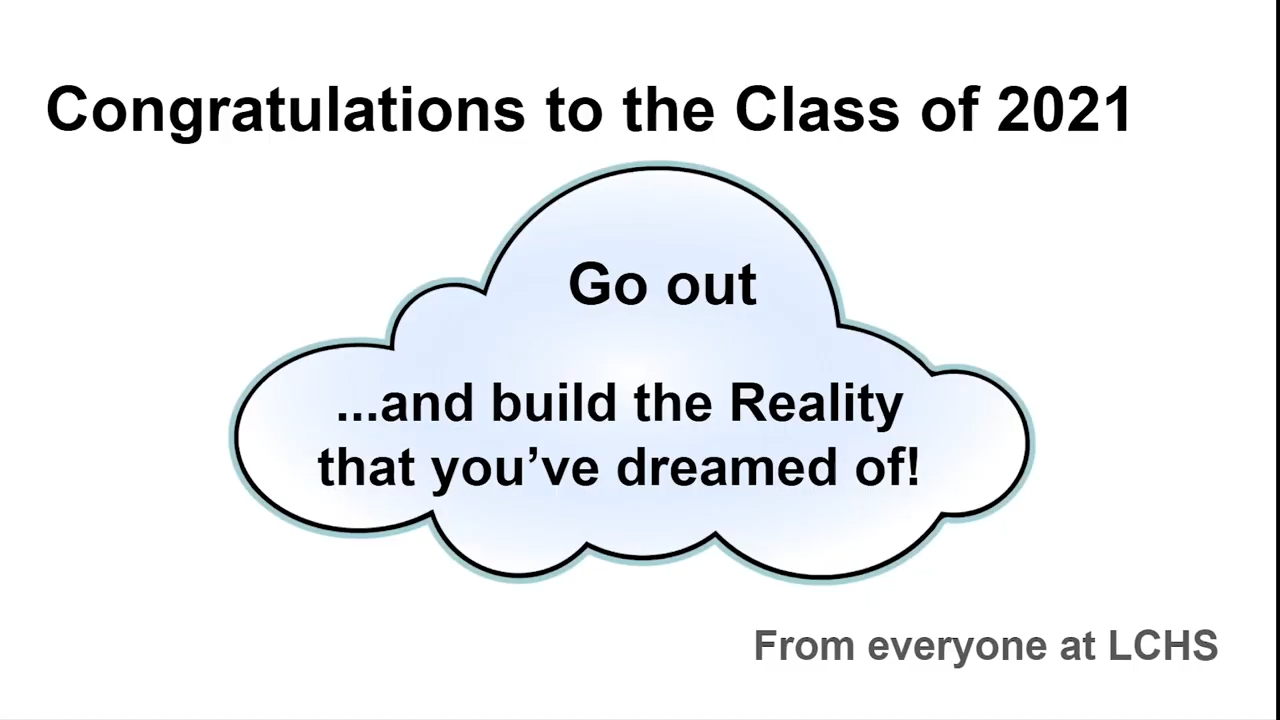 Congratulations to the Class of 2021
Go out
...and build the Reality
that you’ve dreamed of!
From everyone at LCHS